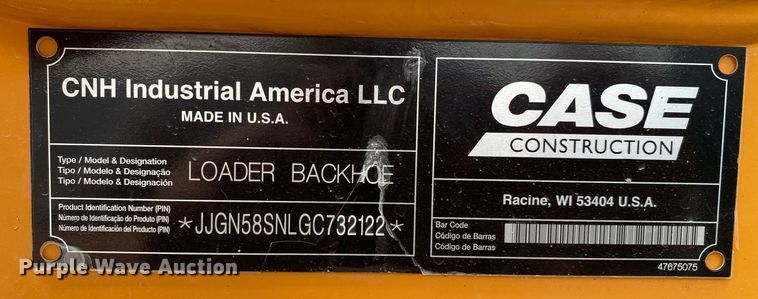 CNH Industrial America LLC
MADE IN U.S.A.
Type / Model & Designation
Tipo / Modelo & Designação
Tipo / Modelo & Designación
LOADER BACKHOE
Product Identification Number (PIN)
Número de Identificação do Produto (PIN)
Número de Identificación del Producto (PIN)
*JJGN58SNLGC732122*
CASE
CONSTRUCTION
Racine, WI 53404 U.S.A.
Bar Code
Código de Barras
Código de Barras
47675075
Purple Wave Auction